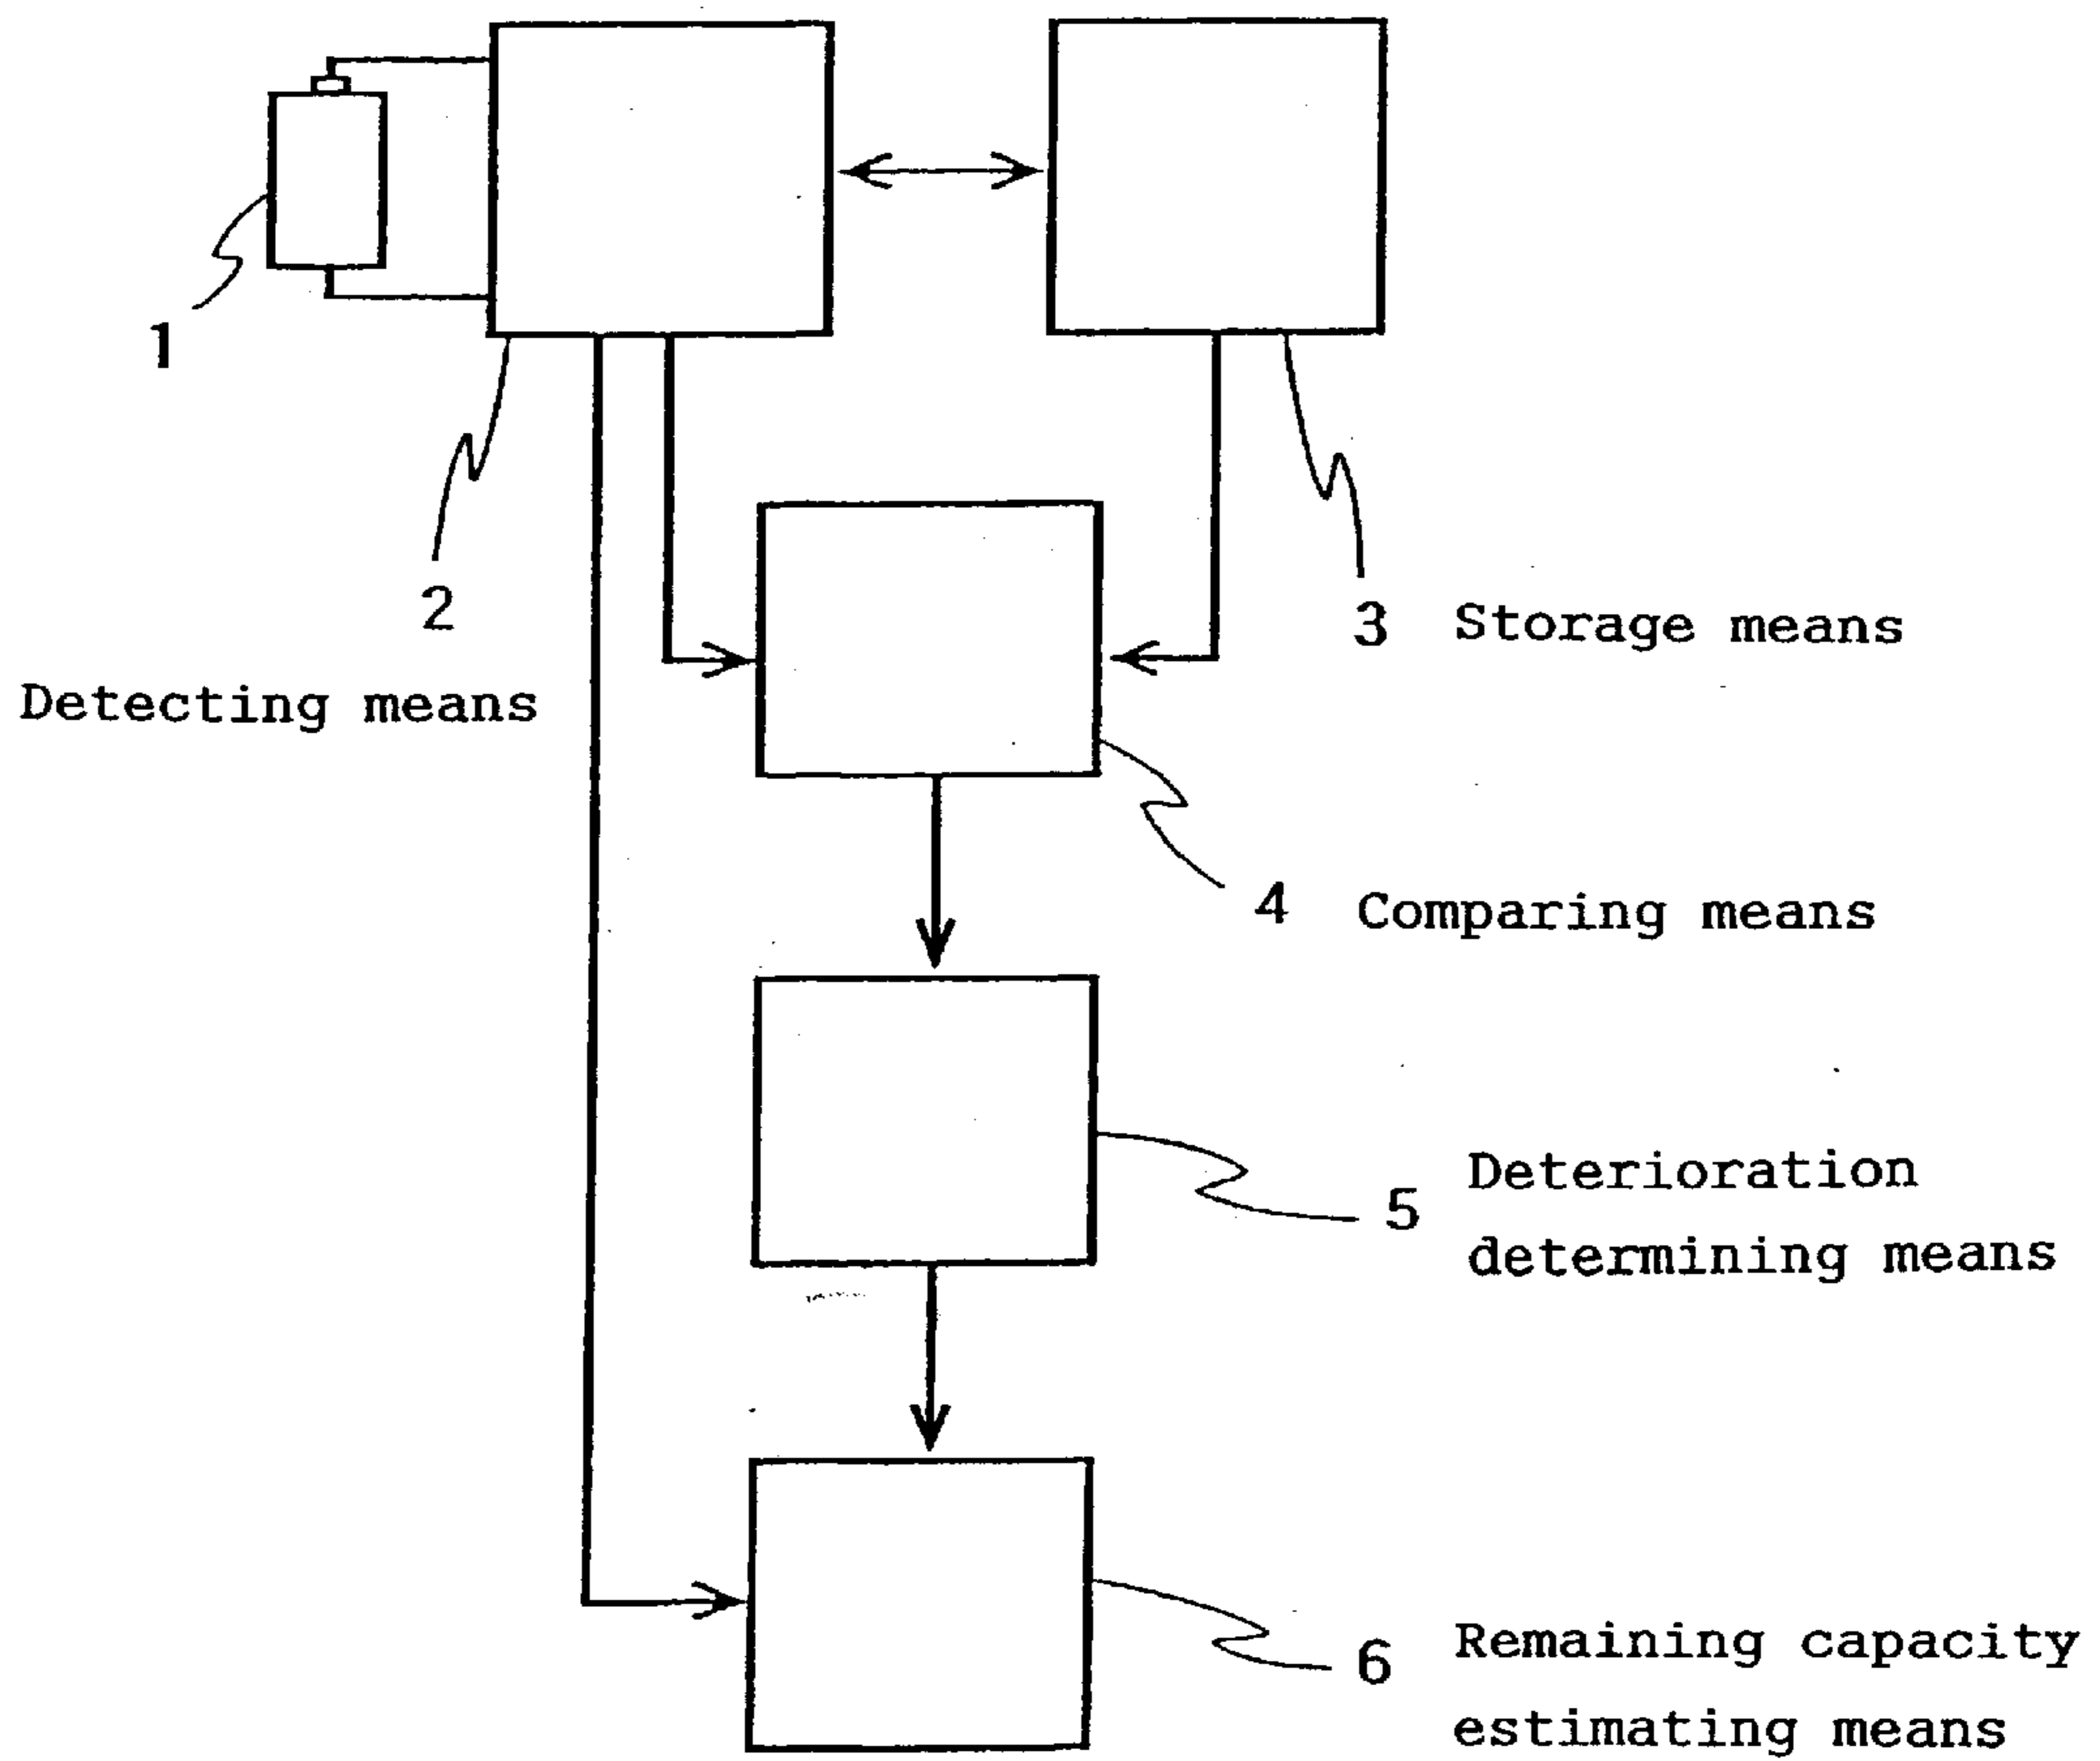 1
2
Detecting means
3 Storage means
4 Comparing means
5 Deterioration
determining means
6 Remaining capacity
estimating means